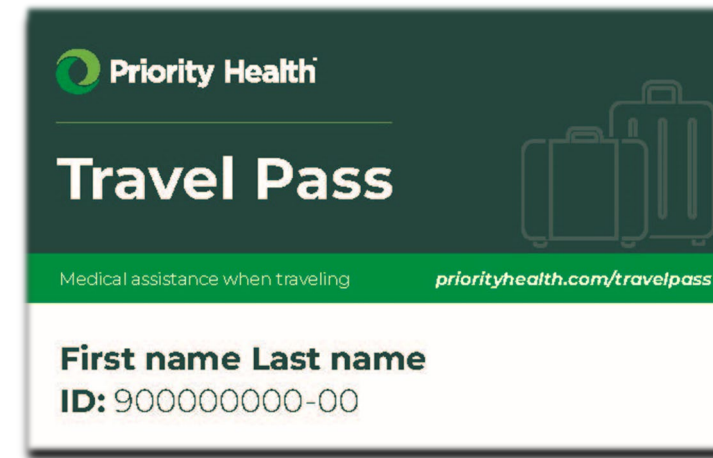 Priority Health
Travel Pass
Medical assistance when traveling priorityhealth.com/travelpass
First name Last name
ID: 900000000-00